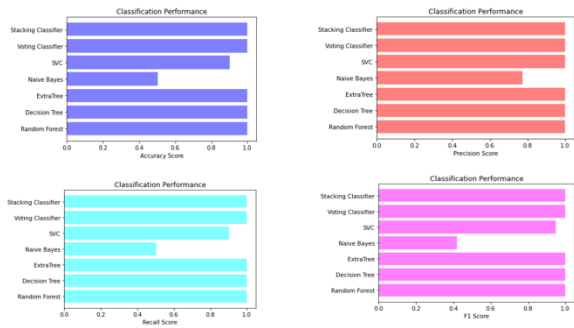 Classification Performance
Stacking Classifier
Voting Classifier
SVC
Naive Bayes
ExtraTree
Decision Tree
Random Forest
0.0 0.2 0.4 0.6 0.8 1.0
Accuracy Score
Classification Performance
Stacking Classifier
Voting Classifier
SVC
Naive Bayes
ExtraTree
Decision Tree
Random Forest
0.0 0.2 0.4 0.6 0.8 1.0
Precision Score
Classification Performance
Stacking Classifier
Voting Classifier
SVC
Naive Bayes
ExtraTree
Decision Tree
Random Forest
0.0 0.2 0.4 0.6 0.8 1.0
Recall Score
Classification Performance
Stacking Classifier
Voting Classifier
SVC
Naive Bayes
ExtraTree
Decision Tree
Random Forest
0.0 0.2 0.4 0.6 0.8 1.0
F1 Score